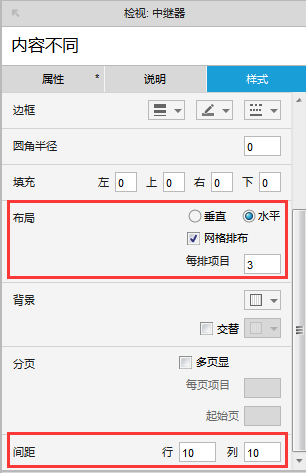 检视: 中继器
内容不同
属性 * 说明 样式
边框
圆角半径 0
填充 左 0 上 0 右 0 下 0
布局 垂直 水平
网格排布
每排项目 3
背景
交替
分页 多页显
每页项目
起始页
间距 行 10 列 10